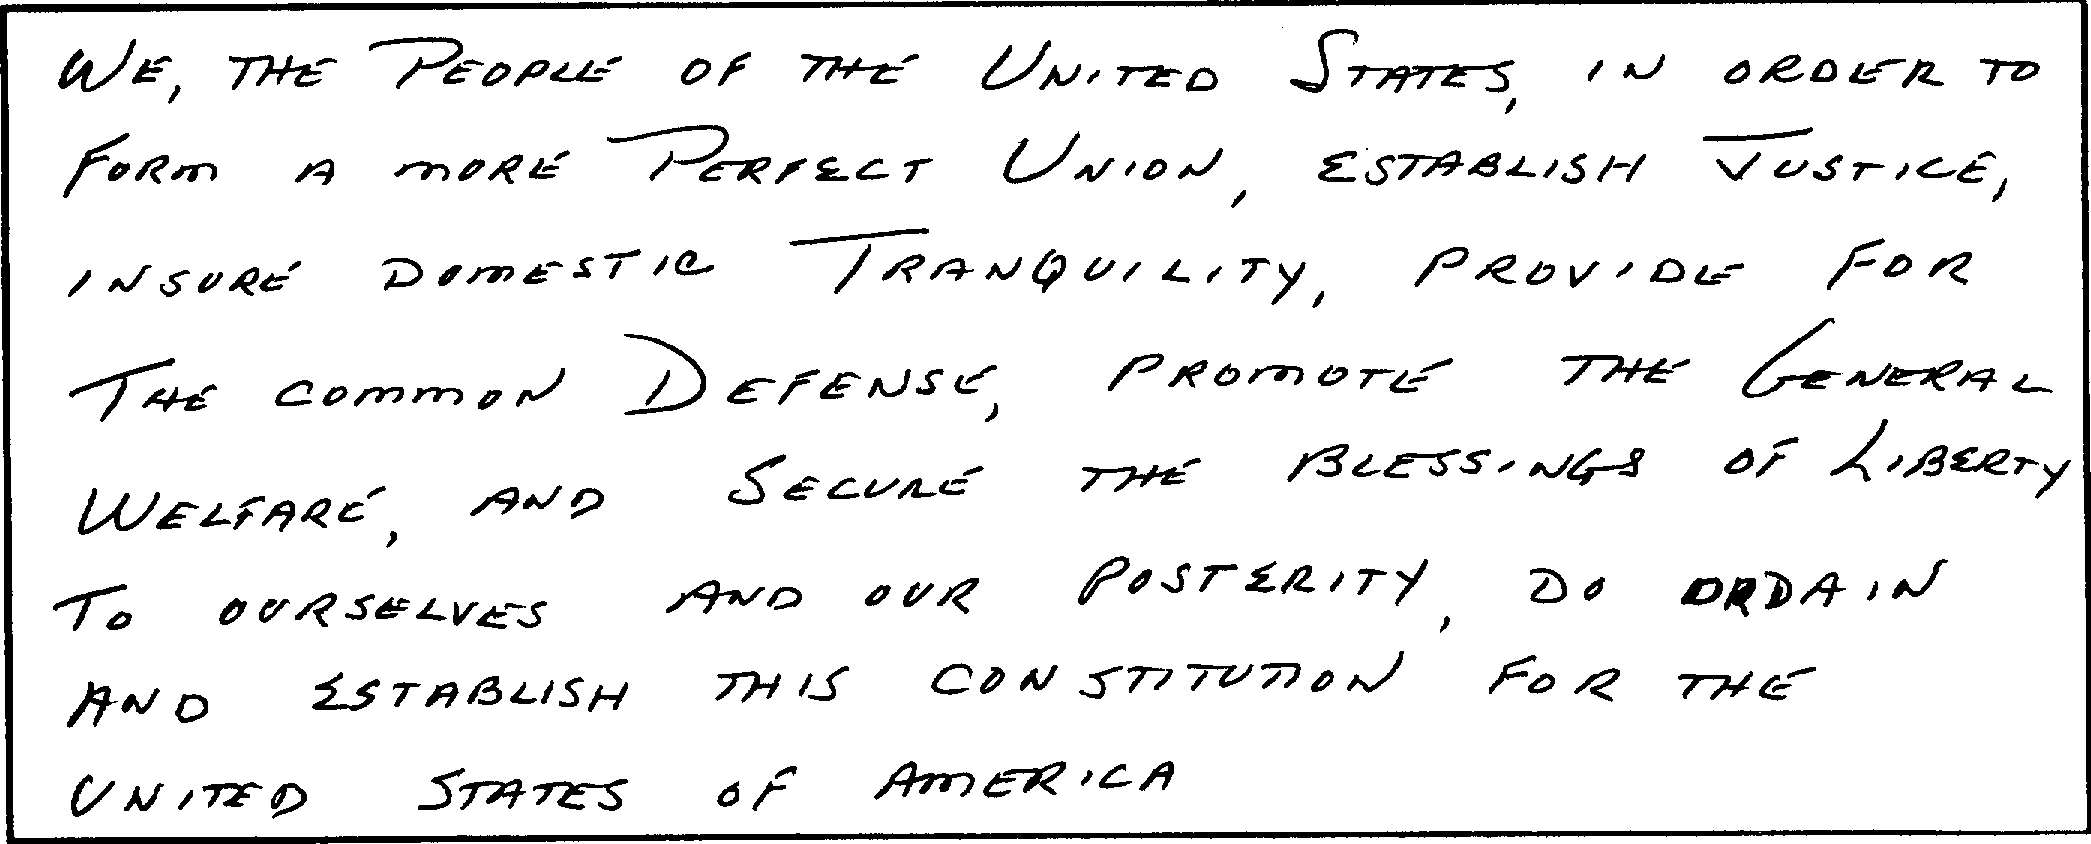 WE, THE PEOPLE OF THE UNITED STATES, IN ORDER TO
FORM A MORE PERFECT UNION, ESTABLISH JUSTICE,
INSURE DOMESTIC TRANQUILITY, PROVIDE FOR
THE COMMON DEFENSE, PROMOTE THE GENERAL
WELFARE, AND SECURE THE BLESSINGS OF LIBERTY
TO OURSELVES AND OUR POSTERITY, DO ORDAIN
AND ESTABLISH THIS CONSTITUTION FOR THE
UNITED STATES OF AMERICA